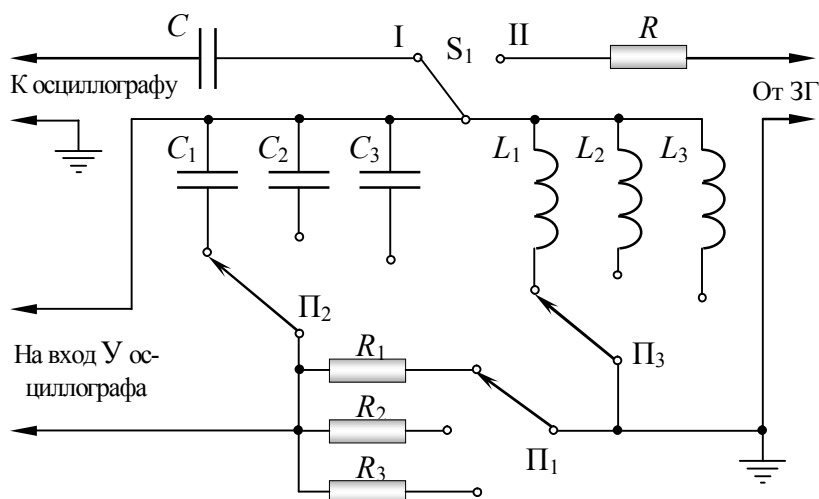 C
I
S1
II
R
К осциллографу
От ЗГ
C1
C2
C3
L1
L2
L3
П2
П3
На вход У ос-
циллографа
R1
R2
П1
R3